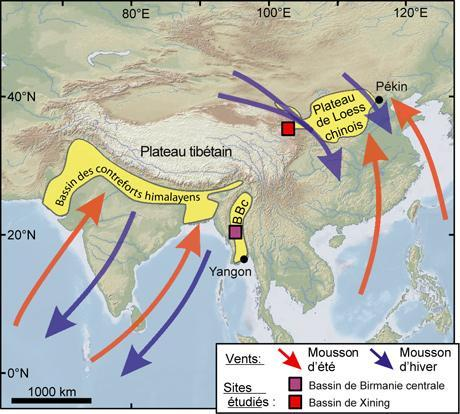 80°E
100°E
120°E
40°N
Pékin
Plateau
de Loess
chinois
Plateau tibétain
Bassin des contreforts himalayens
BBc
20°N
Yangon
0°N
1000 km
Vents:
Mousson
d'été
Mousson
d'hiver
Sites
étudiés :
Bassin de Birmanie centrale
Bassin de Xining